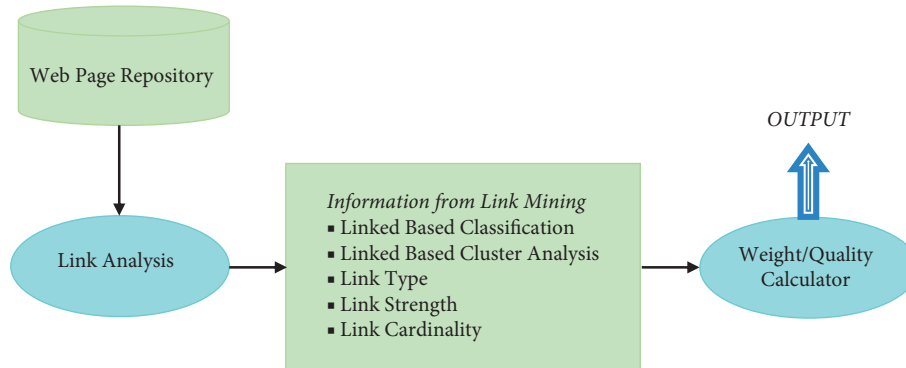 Web Page Repository
OUTPUT
Information from Link Mining
▪ Linked Based Classification
▪ Linked Based Cluster Analysis
▪ Link Type
▪ Link Strength
▪ Link Cardinality
Link Analysis
Weight/Quality
Calculator